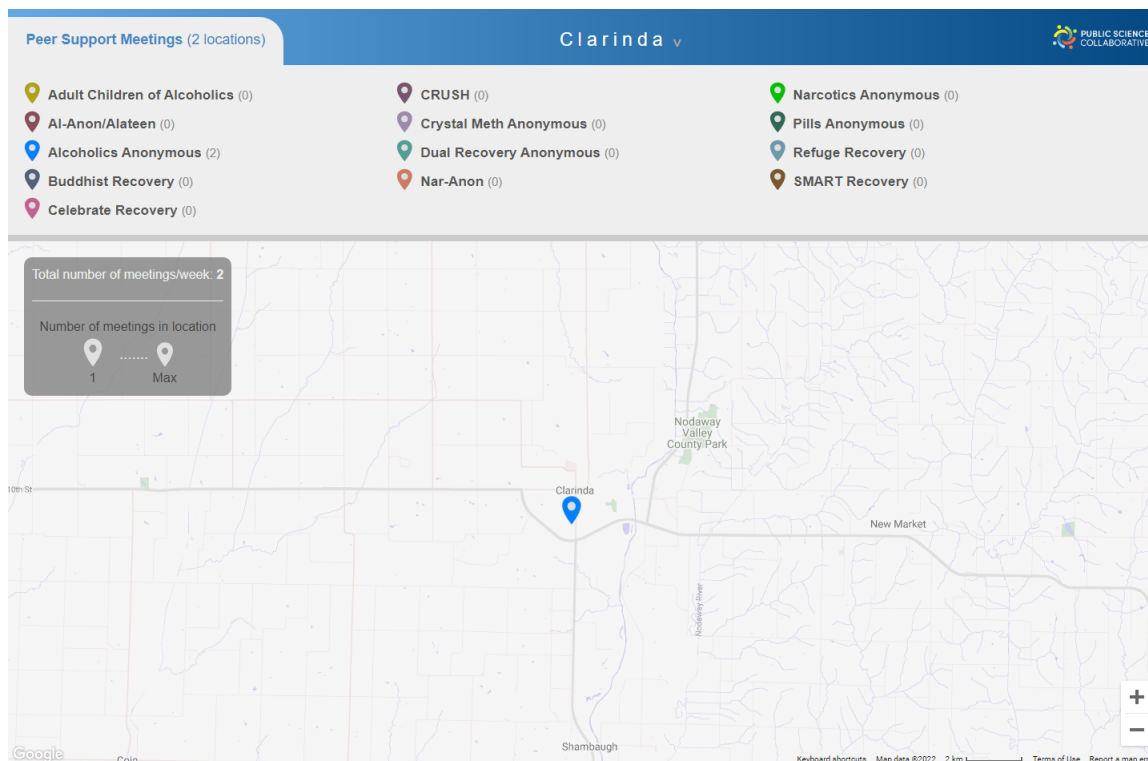 Peer Support Meetings (2 locations)
Clarinda v
PUBLIC SCIENCE
COLLABORATIVE
Adult Children of Alcoholics (0)
Al-Anon/Alateen (0)
Alcoholics Anonymous (2)
Buddhist Recovery (0)
Celebrate Recovery (0)
CRUSH (0)
Crystal Meth Anonymous (0)
Dual Recovery Anonymous (0)
Nar-Anon (0)
Narcotics Anonymous (0)
Pills Anonymous (0)
Refuge Recovery (0)
SMART Recovery (0)
Total number of meetings/week: 2
Number of meetings in location
1 ....... Max
Nodaway
Valley
County Park
10th St
Clarinda
New Market
Nodaway River
Shambaugh
Coin
Google
Keyboard shortcuts Map data ©2022 2 km Terms of Use Report a map er